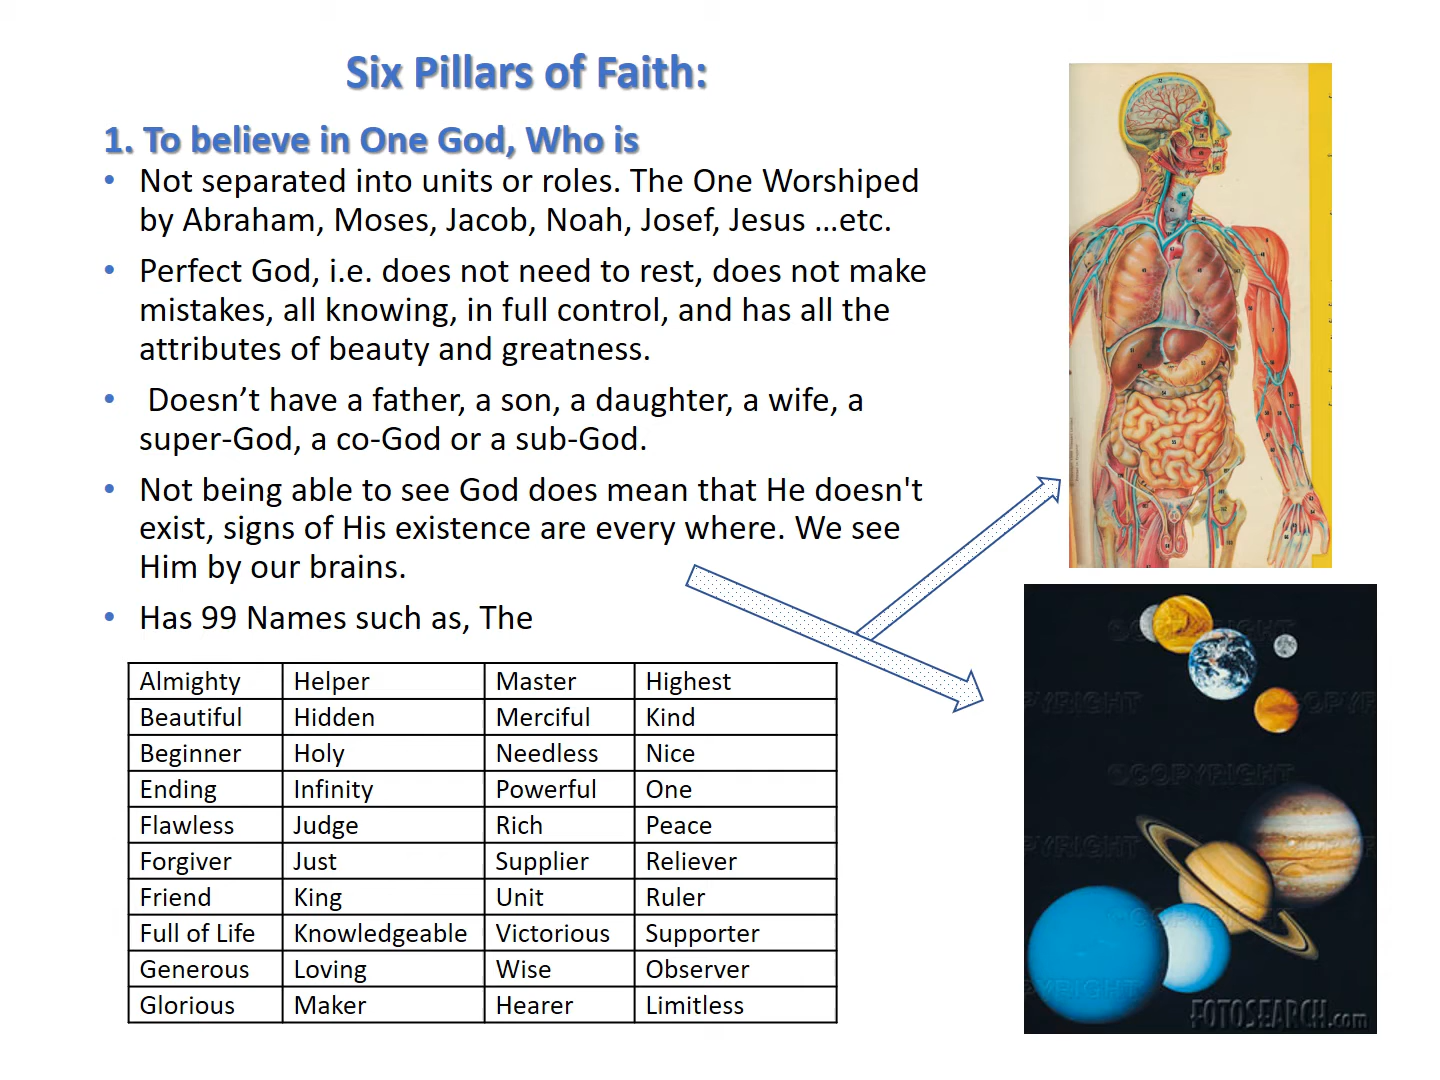 Six Pillars of Faith:
1. To believe in One God, Who is
• Not separated into units or roles. The One Worshiped
by Abraham, Moses, Jacob, Noah, Josef, Jesus …etc.
• Perfect God, i.e. does not need to rest, does not make
mistakes, all knowing, in full control, and has all the
attributes of beauty and greatness.
• Doesn’t have a father, a son, a daughter, a wife, a
super-God, a co-God or a sub-God.
• Not being able to see God does mean that He doesn't
exist, signs of His existence are every where. We see
Him by our brains.
• Has 99 Names such as, The
Almighty Helper Master Highest
Beautiful Hidden Merciful Kind
Beginner Holy Needless Nice
Ending Infinity Powerful One
Flawless Judge Rich Peace
Forgiver Just Supplier Reliever
Friend King Unit Ruler
Full of Life Knowledgeable Victorious Supporter
Generous Loving Wise Observer
Glorious Maker Hearer Limitless
©COPYRIGHT
FOTOSEARCH.com